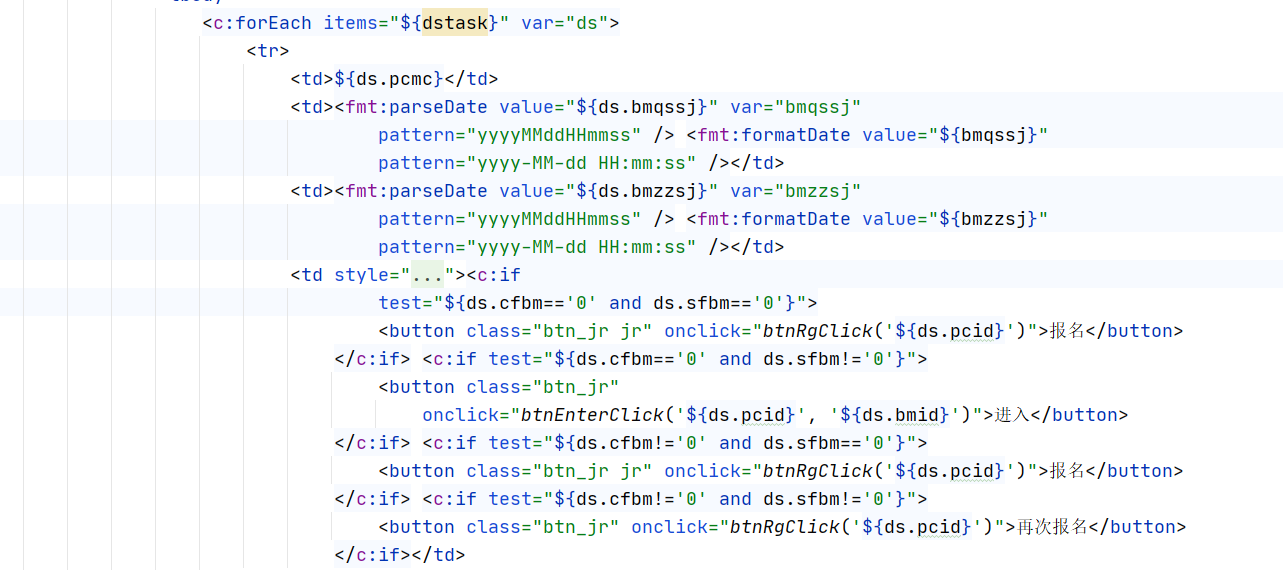 <c:forEach items="${dstask}" var="ds">
<tr>
<td>${ds.pcmc}</td>
<td><fmt:parseDate value="${ds.bmqssj}" var="bmqssj"
pattern="yyyyMMddHHmmss" /> <fmt:formatDate value="${bmqssj}"
pattern="yyyy-MM-dd HH:mm:ss" /></td>
<td><fmt:parseDate value="${ds.bmzzsj}" var="bmzzsj"
pattern="yyyyMMddHHmmss" /> <fmt:formatDate value="${bmzzsj}"
pattern="yyyy-MM-dd HH:mm:ss" /></td>
<td style="..."><c:if
test="${ds.cfbm=='0' and ds.sfbm=='0'}">
<button class="btn_jr jr" onclick="btnRgClick('${ds.pcid}')">报名</button>
</c:if> <c:if test="${ds.cfbm=='0' and ds.sfbm!='0'}">
<button class="btn_jr"
onclick="btnEnterClick('${ds.pcid}', '${ds.bmid}')">进入</button>
</c:if> <c:if test="${ds.cfbm!='0' and ds.sfbm=='0'}">
<button class="btn_jr jr" onclick="btnRgClick('${ds.pcid}')">报名</button>
</c:if> <c:if test="${ds.cfbm!='0' and ds.sfbm!='0'}">
<button class="btn_jr" onclick="btnRgClick('${ds.pcid}')">再次报名</button>
</c:if></td>